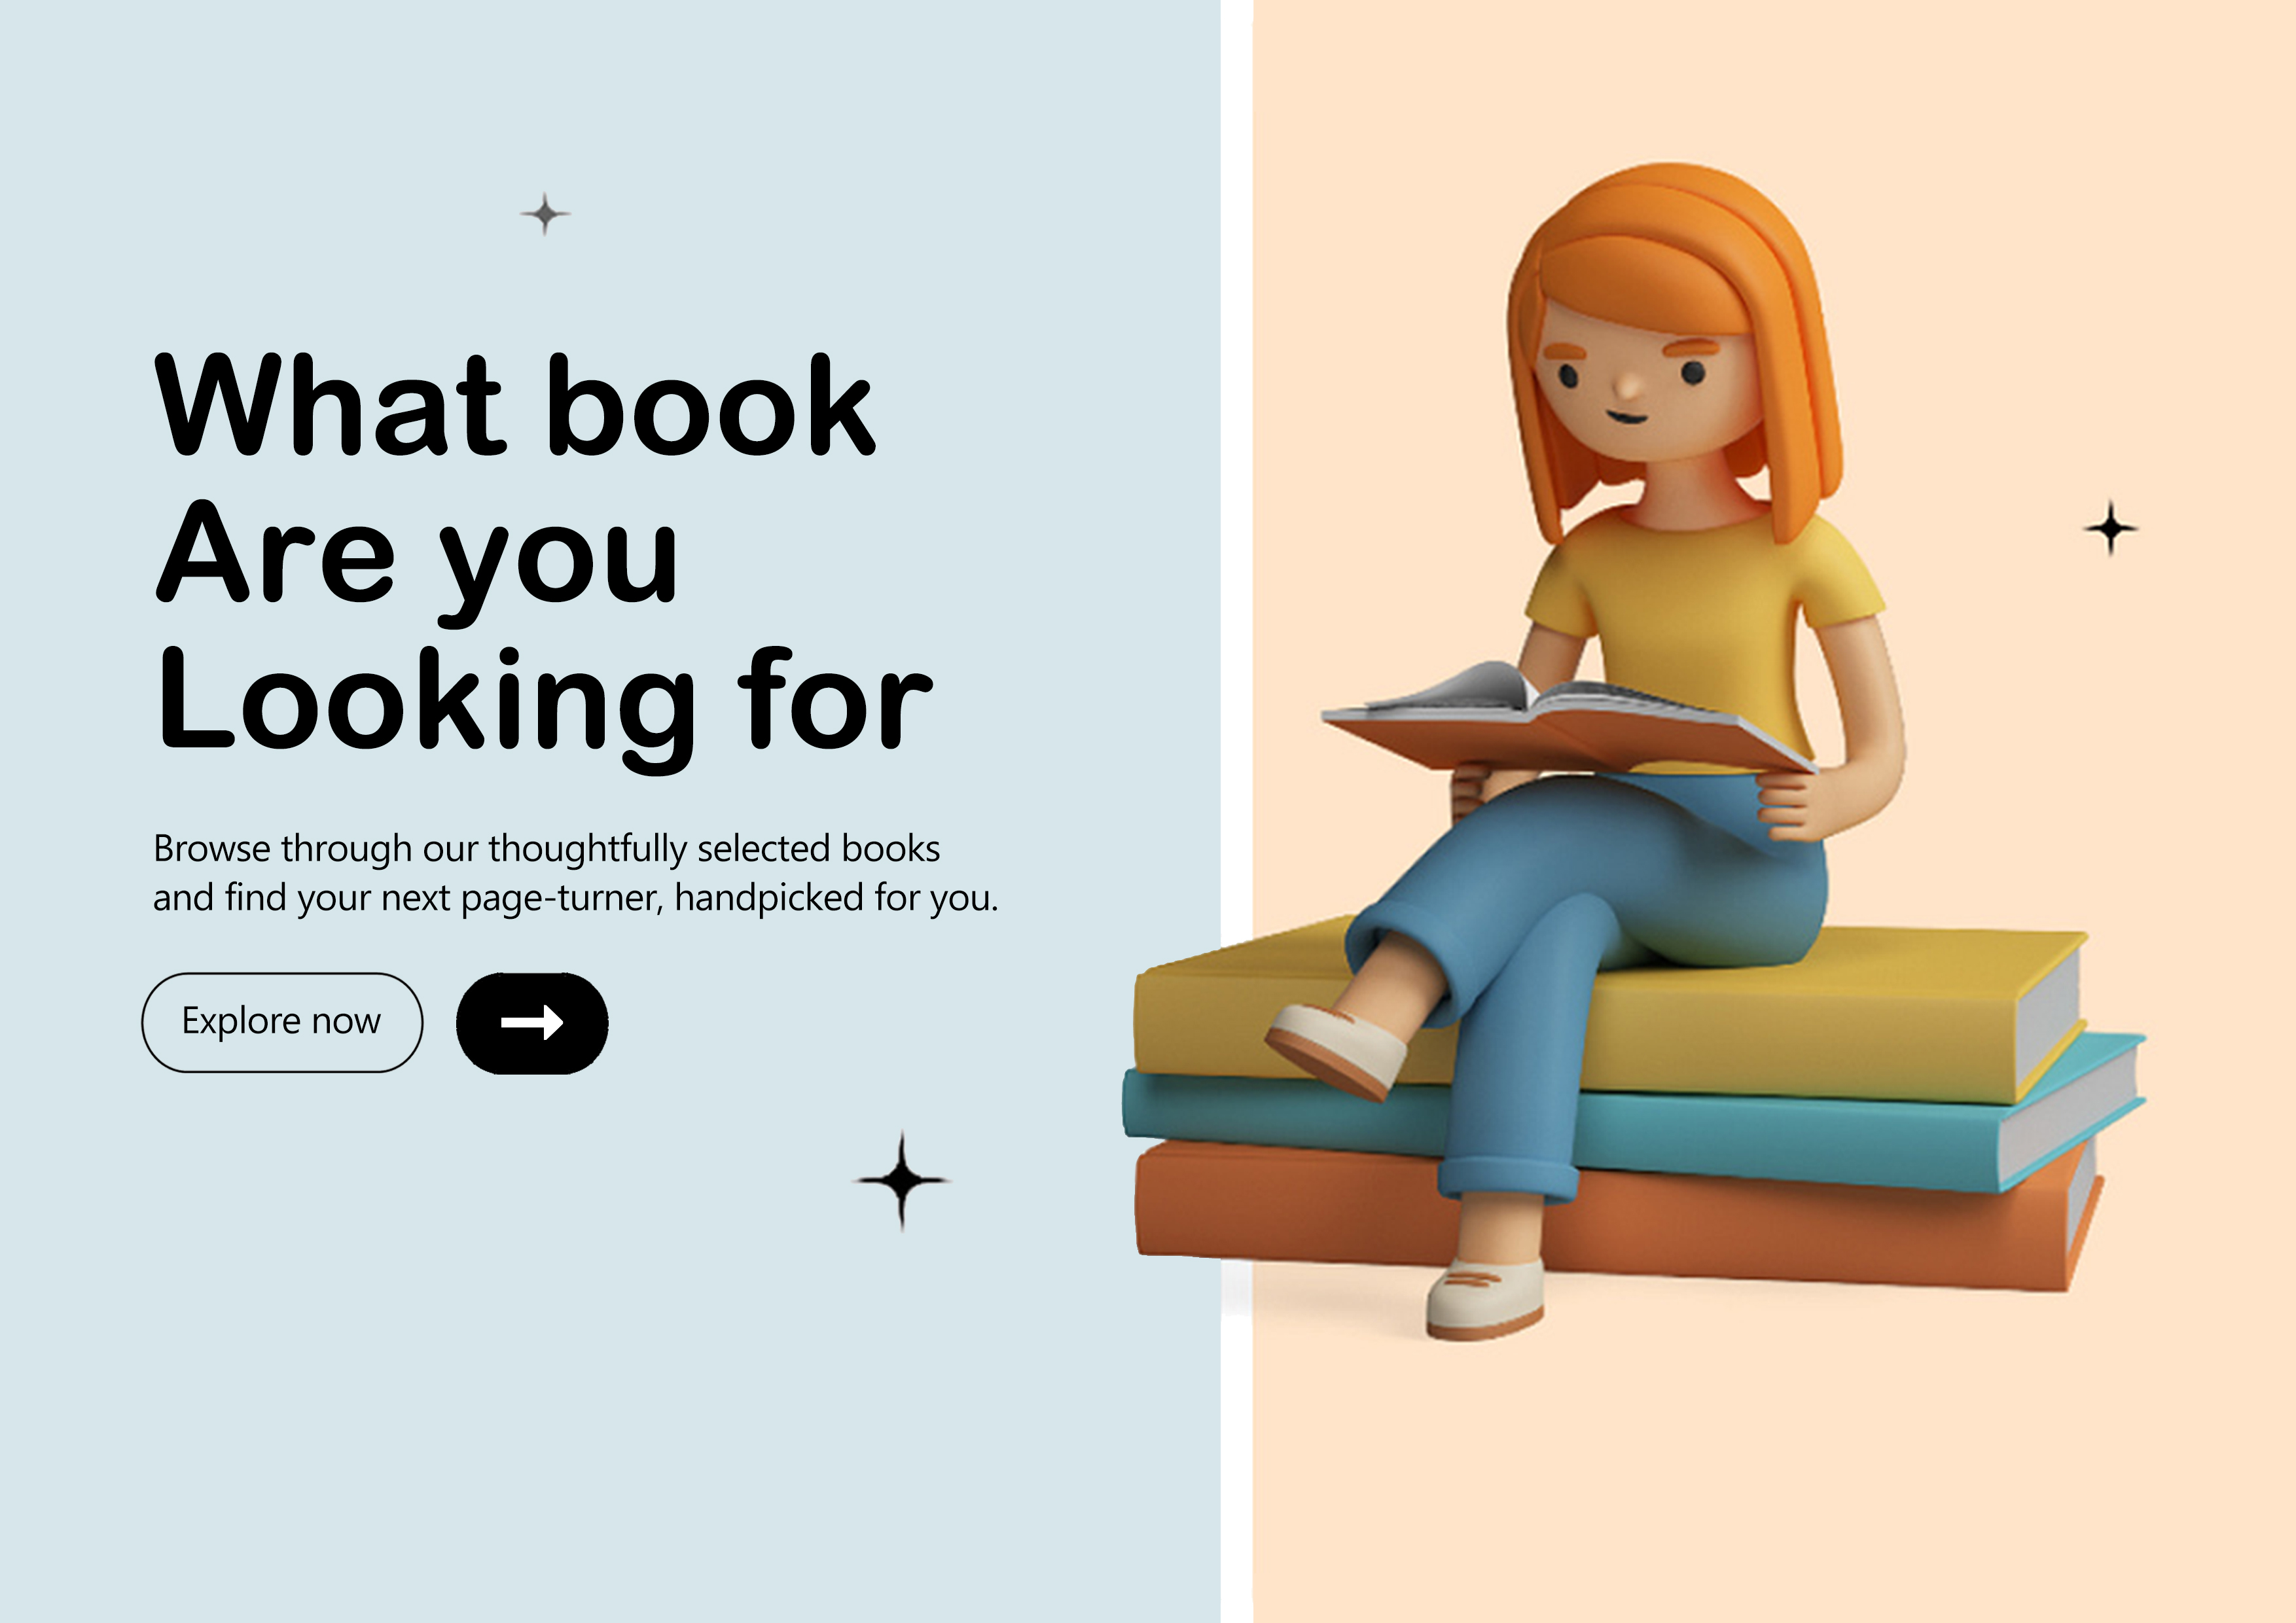 What book
Are you
Looking for
Browse through our thoughtfully selected books
and find your next page-turner, handpicked for you.
Explore now